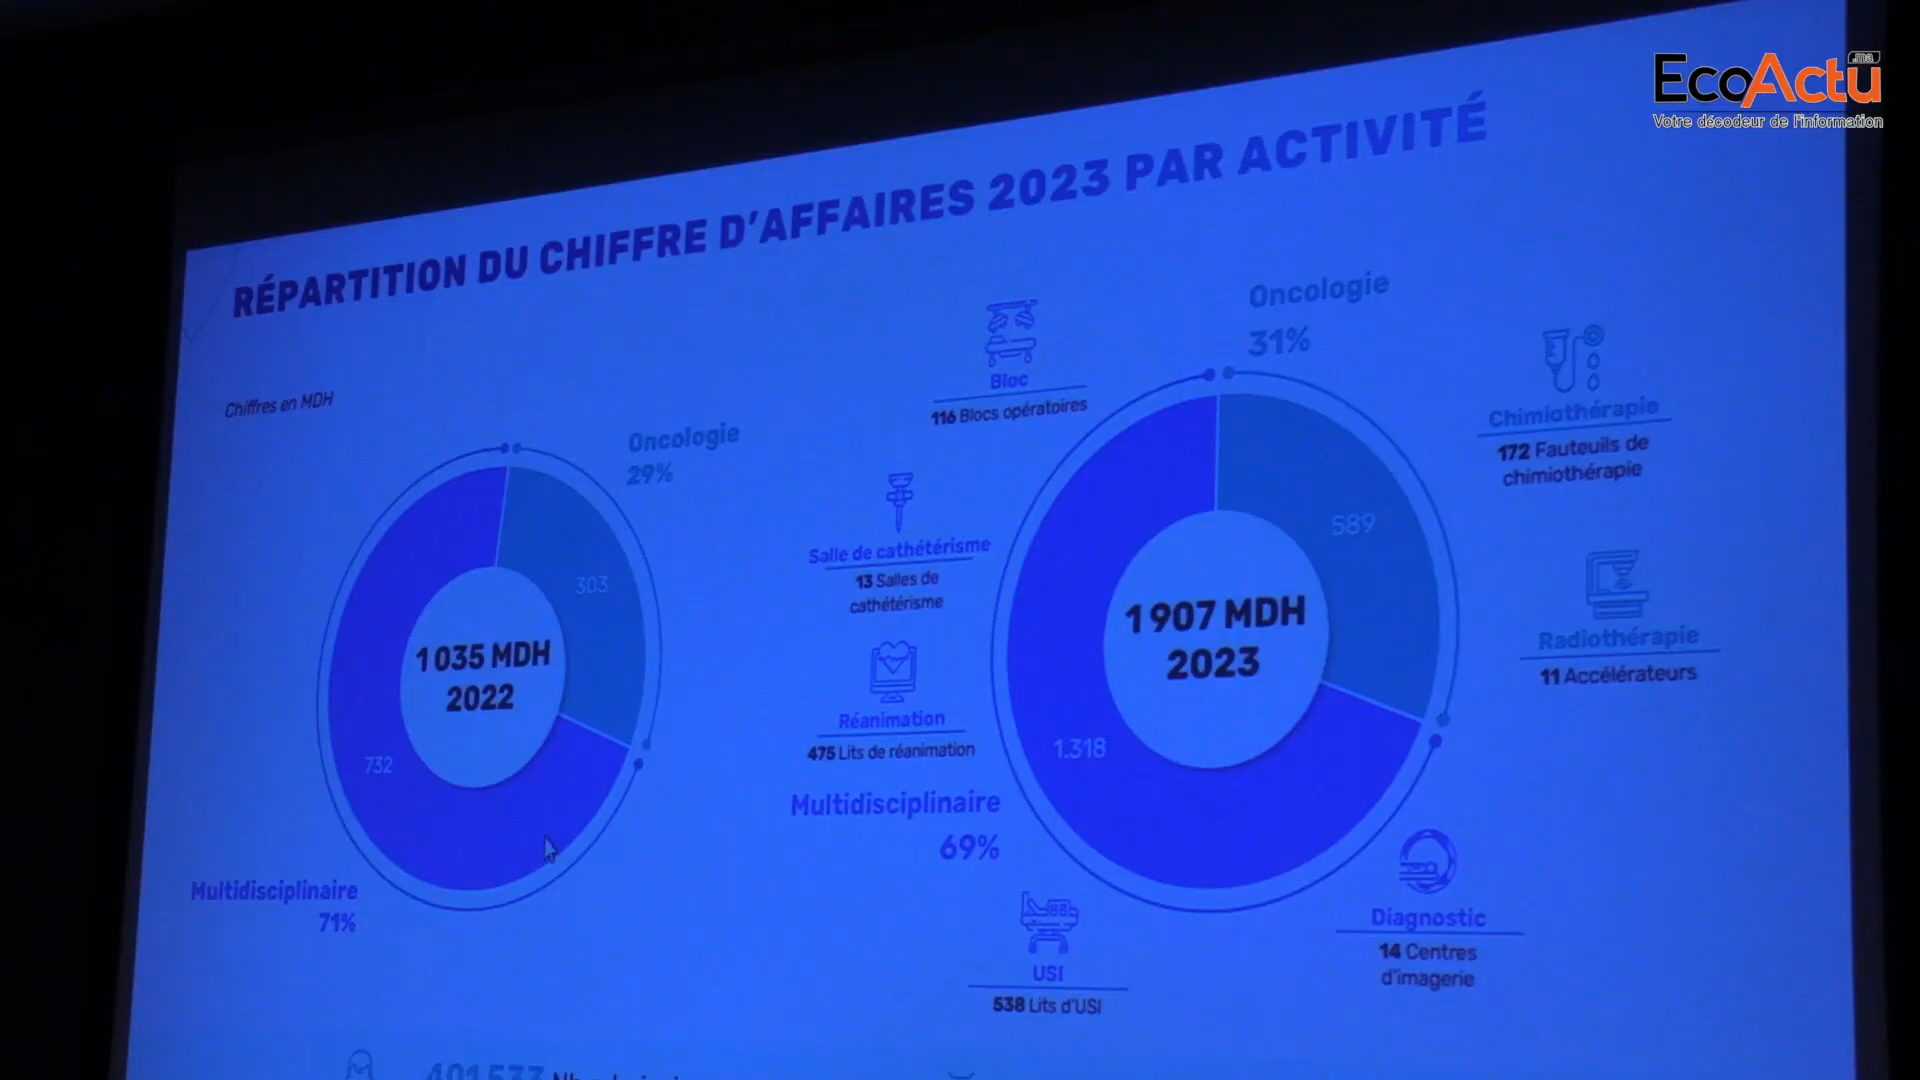 EcoActu
.ma
Votre décodeur de l'information
RÉPARTITION DU CHIFFRE D'AFFAIRES 2023 PAR ACTIVITÉ
Chiffres en MDH
Oncologie
29%
303
1 035 MDH
2022
732
Multidisciplinaire
71%
Bloc
116 Blocs opératoires
Salle de cathétérisme
13 Salles de
cathétérisme
Réanimation
475 Lits de réanimation
Multidisciplinaire
69%
USI
538 Lits d'USI
Oncologie
31%
589
1 907 MDH
2023
1.318
Chimiothérapie
172 Fauteuils de
chimiothérapie
Radiothérapie
11 Accélérateurs
Diagnostic
14 Centres
d'imagerie